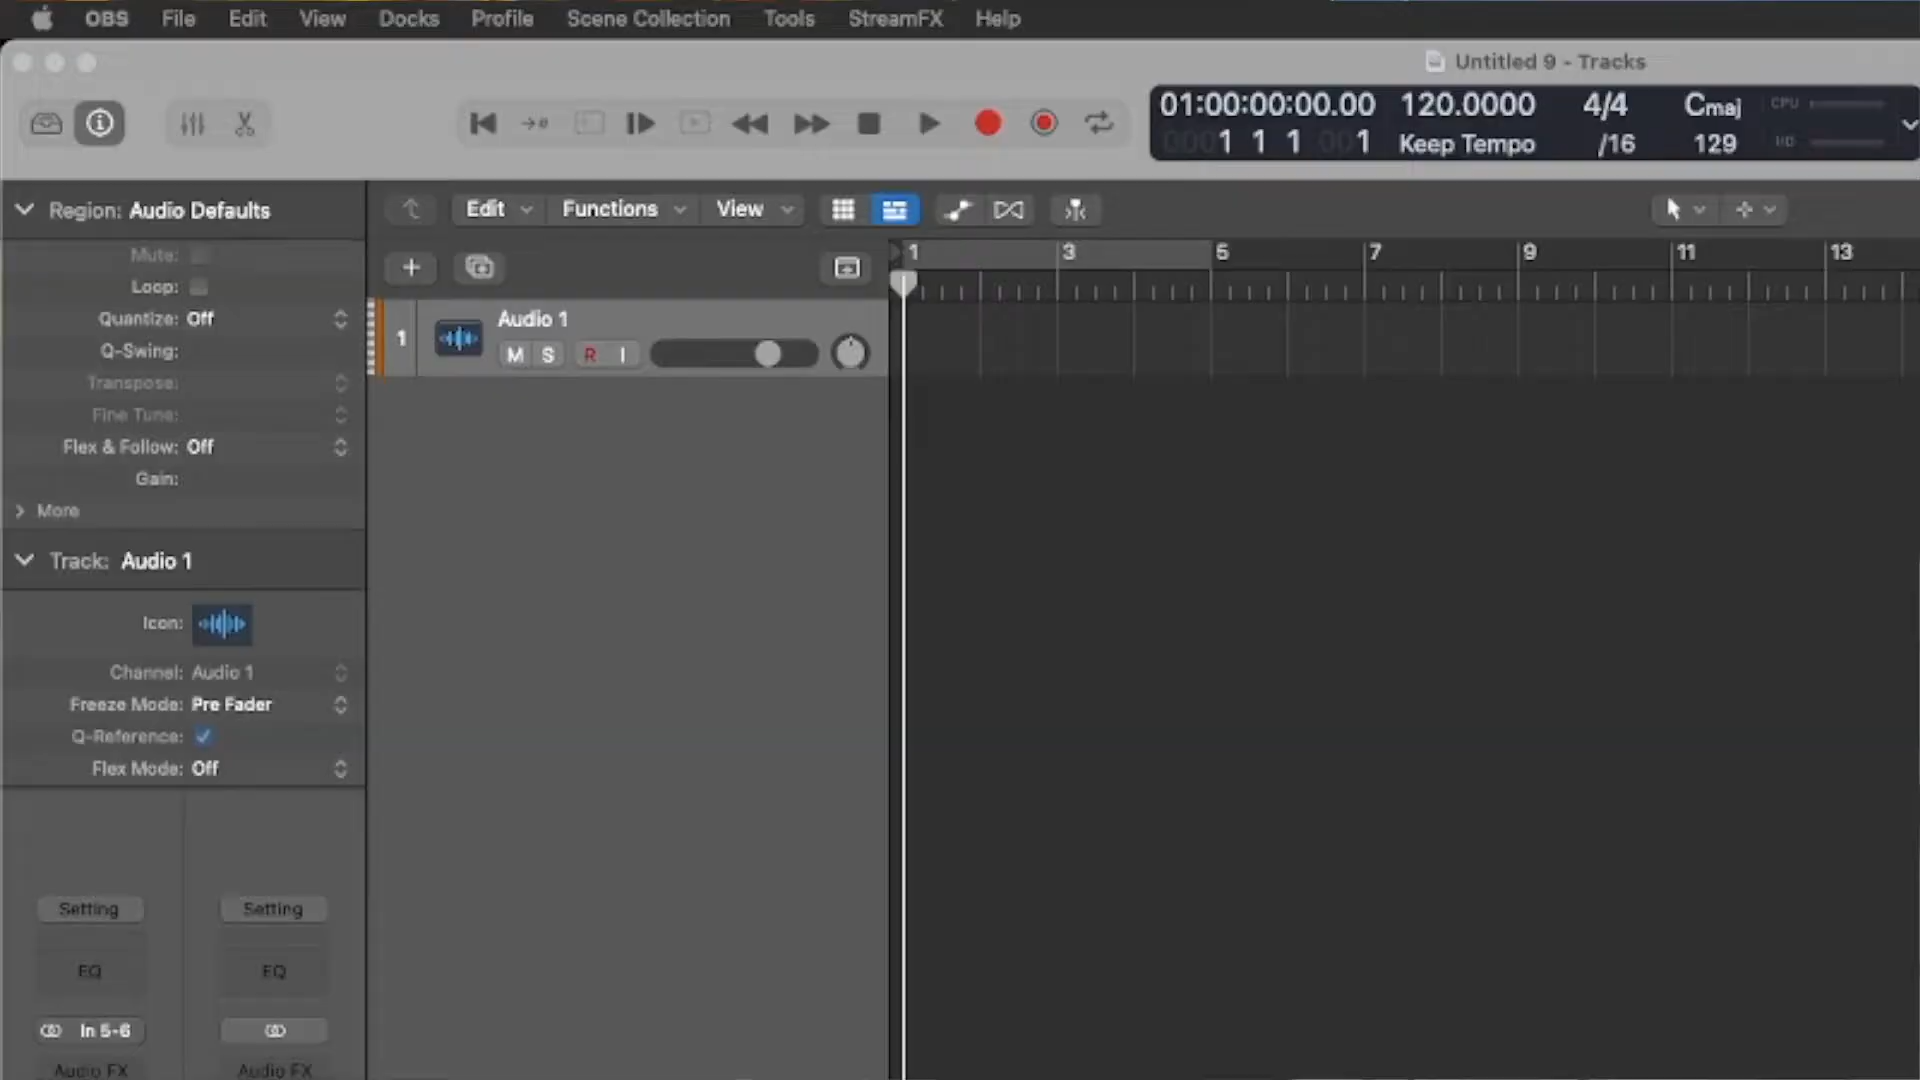 OBS File Edit View Docks Profile Scene Collection Tools StreamFX Help
Untitled 9 - Tracks
01:00:00:00.00 120.0000 4/4 Cmaj CPU
0001 1 1 001 Keep Tempo /16 129 I/O
Region: Audio Defaults
Edit Functions View
Mute:
Loop:
Quantize: Off
Q-Swing:
Transpose:
Fine Tune:
Flex & Follow: Off
Gain:
More
1 3 5 7 9 11 13
1 Audio 1
M S R I
Track: Audio 1
Icon:
Channel: Audio 1
Freeze Mode: Pre Fader
Q-Reference:
Flex Mode: Off
Setting Setting
EQ EQ
In 5-6
Audio FX Audio FX